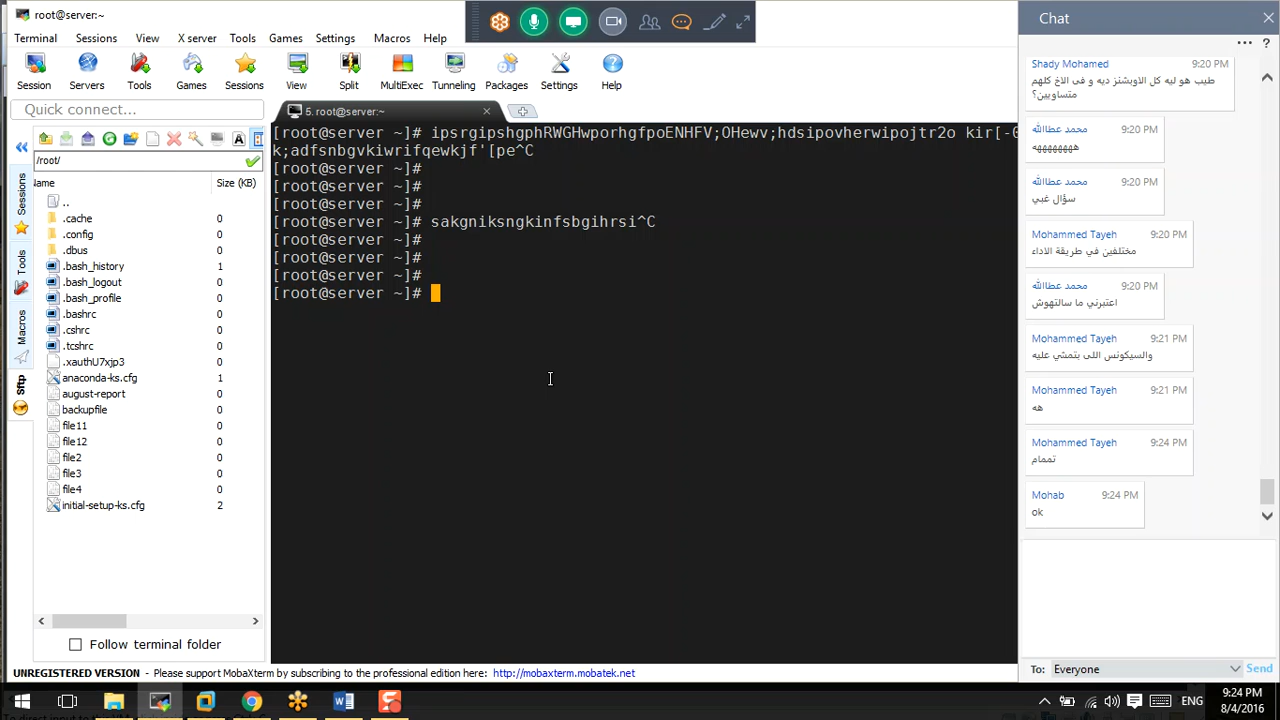 root@server:~
Terminal Sessions View X server Tools Games Settings Macros Help
Session Servers Tools Games Sessions View Split MultiExec Tunneling Packages Settings Help
Quick connect...
5. root@server:~
/root/
Name Size (KB)
..
.cache 0
.config 0
.dbus 0
.bash_history 1
.bash_logout 0
.bash_profile 0
.bashrc 0
.cshrc 0
.tcshrc 0
.xauthU7xjp3 0
anaconda-ks.cfg 1
august-report 0
backupfile 0
file11 0
file12 0
file2 0
file3 0
file4 0
initial-setup-ks.cfg 2
Follow terminal folder
Sessions
Tools
Macros
Sftp
[root@server ~]# ipsrgipshgphRWGHwporhgfpoENHFV;OHewv;hdsipovherwipojtr2o kir[-0
k;adfsnbgvkiwrifqewkjf'[pe^C
[root@server ~]#
[root@server ~]#
[root@server ~]#
[root@server ~]# sakgniksngkinfsbgihrsi^C
[root@server ~]#
[root@server ~]#
[root@server ~]#
[root@server ~]#
UNREGISTERED VERSION - Please support MobaXterm by subscribing to the professional edition here: http://mobaxterm.mobatek.net
Chat
Shady Mohamed 9:20 PM
طيب هو ليه كل الاوبشنز ديه و فى الاخ كلهم
متساويين؟
محمد عطاالله 9:20 PM
هههههههههه
محمد عطاالله 9:20 PM
سؤال غبي
Mohammed Tayeh 9:20 PM
مختلفين في طريقة الاداء
محمد عطاالله 9:20 PM
اعتبرني ما سالتهوش
Mohammed Tayeh 9:21 PM
والسيكونس اللى بتمشي عليه
Mohammed Tayeh 9:21 PM
هه
Mohammed Tayeh 9:24 PM
تممام
Mohab 9:24 PM
ok
To: Everyone Send
ENG
9:24 PM
8/4/2016